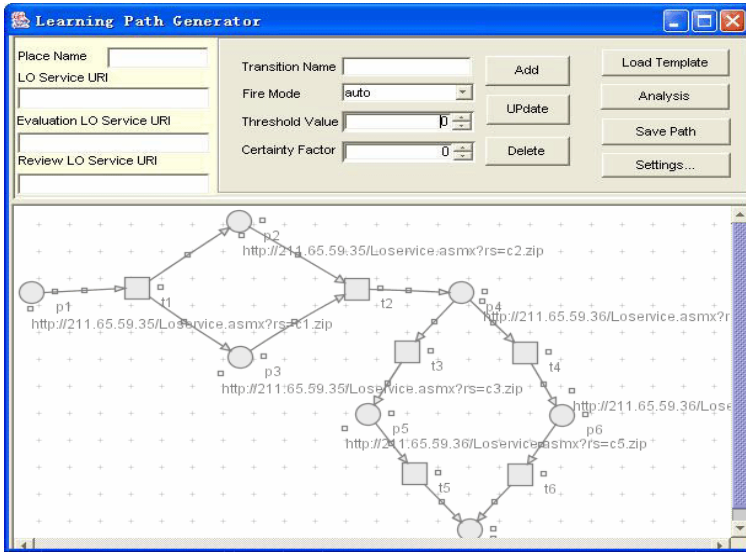 Learning Path Generator
Place Name
LO Service URI
Evaluation LO Service URI
Review LO Service URI
Transition Name
Fire Mode
auto
Threshold Value
0
Certainty Factor
0
Add
UPdate
Delete
Load Template
Analysis
Save Path
Settings...
p2
http://211.65.59.35/Loservice.asmx?rs=c2.zip
p1
t1
t2
p4
http://211.65.59.35/Loservice.asmx?rs=c1.zip
http://211.65.59.36/Loservice.asmx?r
p3
t3
t4
http://211.65.59.35/Loservice.asmx?rs=c3.zip
http://211.65.59.36/Lose
p5
p6
http://211.65.59.36/Loservice.asmx?rs=c5.zip
t5
t6